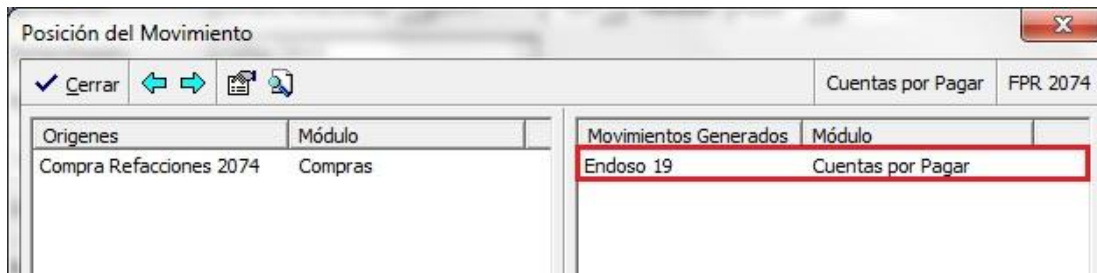 Posición del Movimiento
Cerrar Cuentas por Pagar FPR 2074
Origenes Módulo Movimientos Generados Módulo
Compra Refacciones 2074 Compras Endoso 19 Cuentas por Pagar